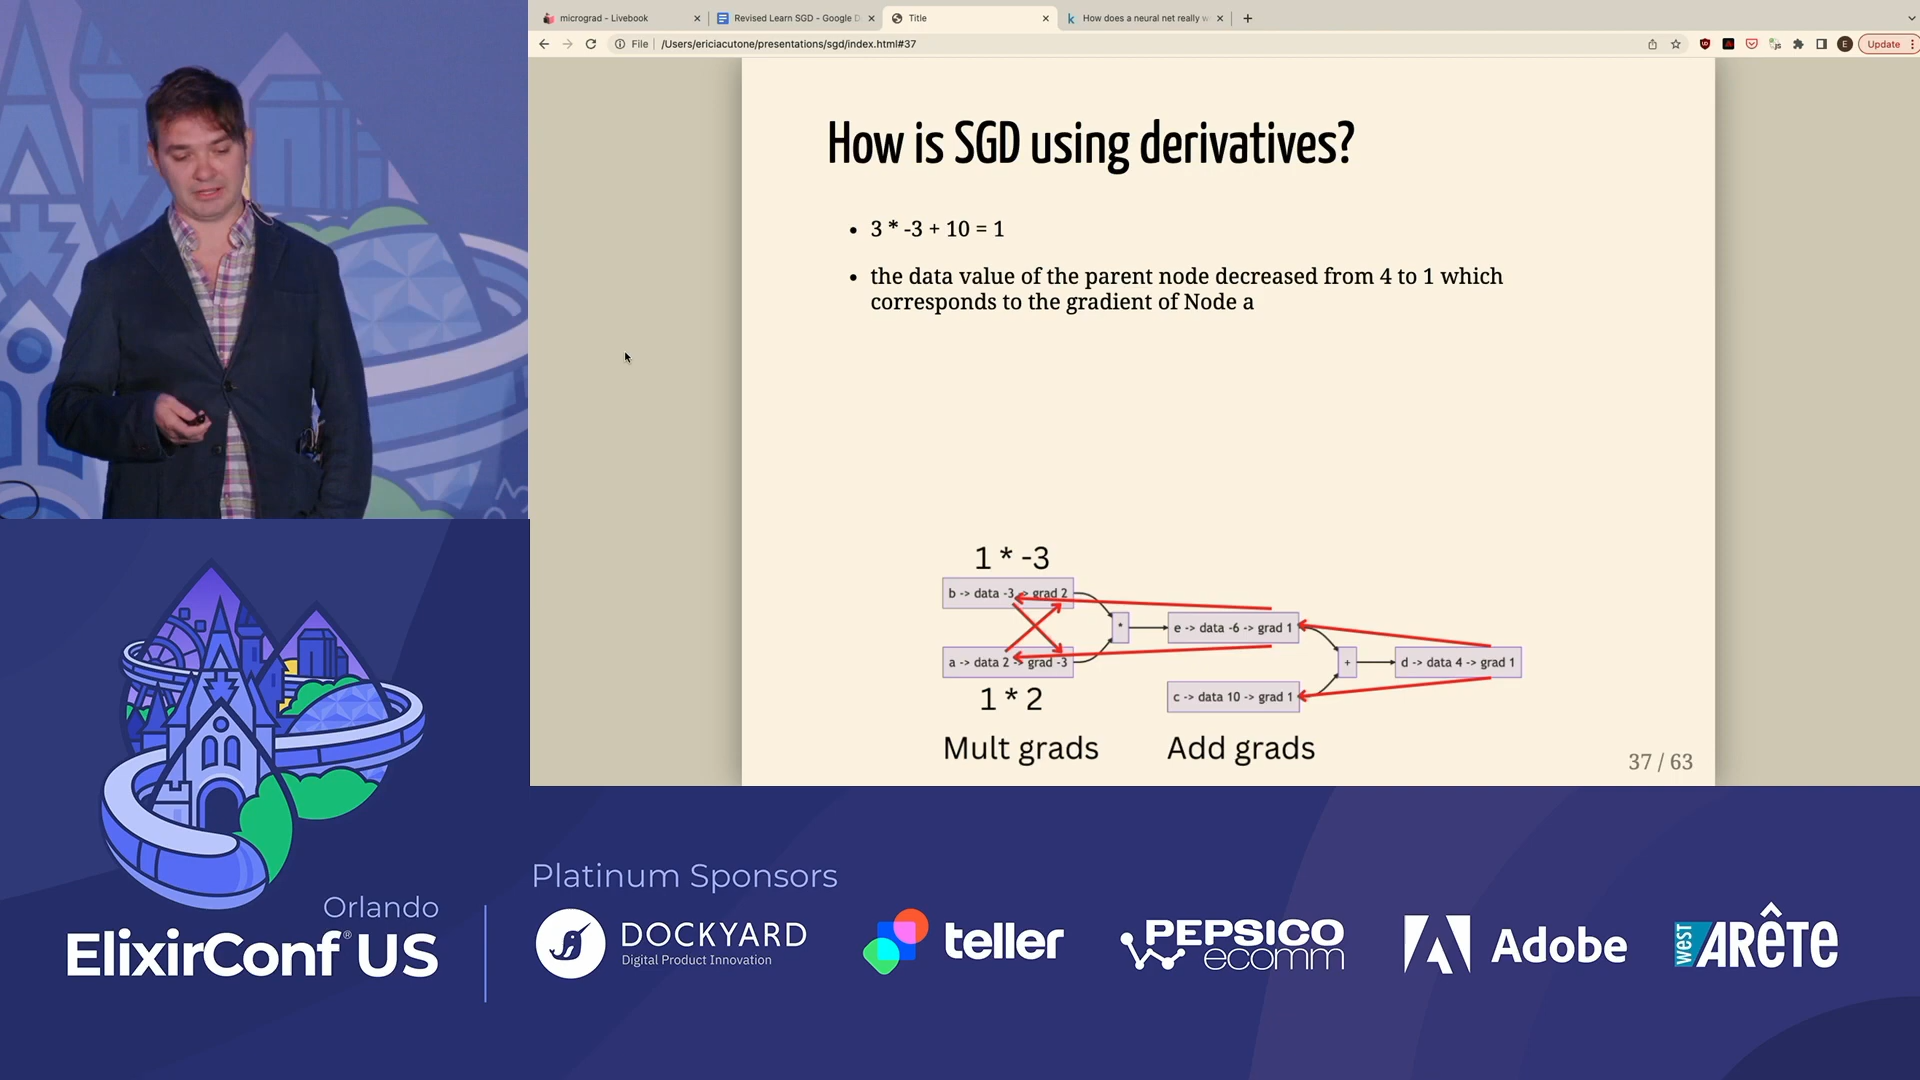 micrograd - Livebook
Revised Learn SGD - Google D
Title
How does a neural net really w
File
/Users/ericiacutone/presentations/sgd/index.html#37
E
Update
How is SGD using derivatives?
• 3 * -3 + 10 = 1
• the data value of the parent node decreased from 4 to 1 which
corresponds to the gradient of Node a
1 * -3
b -> data -3 -> grad 2
*
e -> data -6 -> grad 1
a -> data 2 -> grad -3
+
d -> data 4 -> grad 1
1 * 2
c -> data 10 -> grad 1
Mult grads
Add grads
37 / 63
Orlando
ElixirConf® US
Platinum Sponsors
DOCKYARD
Digital Product Innovation
teller
PEPSICO
ecomm
Adobe
west
ARÊTE